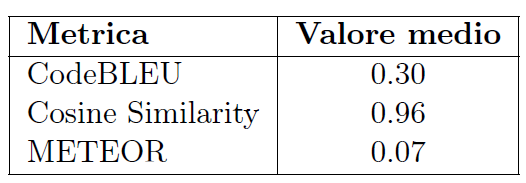 Metrica Valore medio
CodeBLEU 0.30
Cosine Similarity 0.96
METEOR 0.07